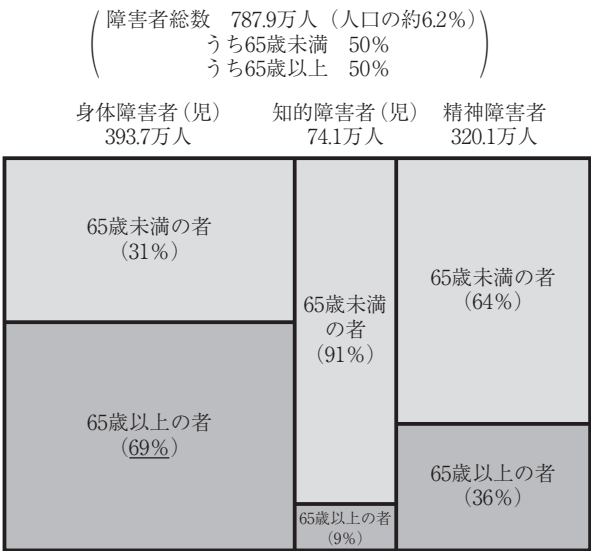 障害者総数　787.9万人（人口の約6.2％）
うち65歳未満　50％
うち65歳以上　50％
身体障害者（児）
393.7万人
知的障害者（児）
74.1万人
精神障害者
320.1万人
65歳未満の者
（31％）
65歳以上の者
（69％）
65歳未満
の者
（91％）
65歳以上の者
（9％）
65歳未満の者
（64％）
65歳以上の者
（36％）